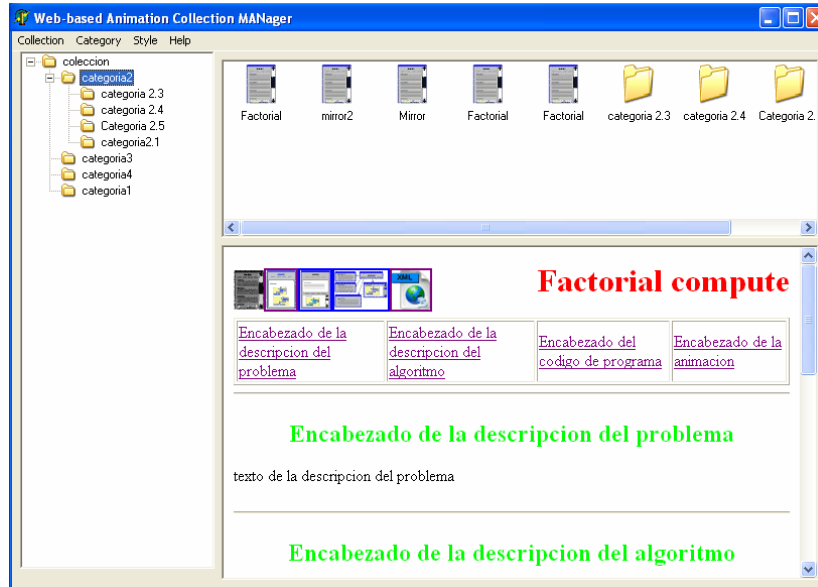 Web-based Animation Collection MANager
Collection Category Style Help
coleccion
categoria2
categoria 2.3
categoria 2.4
Categoria 2.5
categoria2.1
categoria3
categoria4
categoria1
Factorial mirror2 Mirror Factorial Factorial categoria 2.3 categoria 2.4 Categoria 2.
XML
Factorial compute
Encabezado de la
descripcion del
problema
Encabezado de la
descripcion del
algoritmo
Encabezado del
codigo de programa
Encabezado de la
animacion
Encabezado de la descripcion del problema
texto de la descripcion del problema
Encabezado de la descripcion del algoritmo